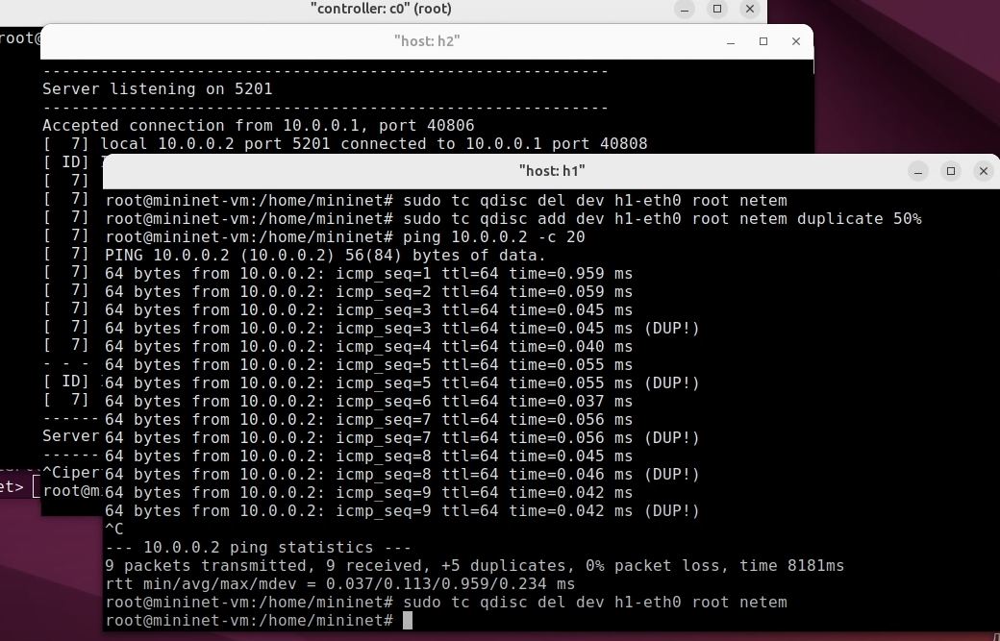 "controller: c0" (root)
root@
"host: h2"
-----------------------------------------------------------
Server listening on 5201
-----------------------------------------------------------
Accepted connection from 10.0.0.1, port 40806
[  7] local 10.0.0.2 port 5201 connected to 10.0.0.1 port 40808
[ ID]
[  7]
[  7]
[  7]
[  7]
[  7]
[  7]
[  7]
[  7]
[  7]
[  7]
- - -
[ ID]
[  7]
------
Server
------
^Ciper
root@m
et>
"host: h1"
root@mininet-vm:/home/mininet# sudo tc qdisc del dev h1-eth0 root netem
root@mininet-vm:/home/mininet# sudo tc qdisc add dev h1-eth0 root netem duplicate 50%
root@mininet-vm:/home/mininet# ping 10.0.0.2 -c 20
PING 10.0.0.2 (10.0.0.2) 56(84) bytes of data.
64 bytes from 10.0.0.2: icmp_seq=1 ttl=64 time=0.959 ms
64 bytes from 10.0.0.2: icmp_seq=2 ttl=64 time=0.059 ms
64 bytes from 10.0.0.2: icmp_seq=3 ttl=64 time=0.045 ms
64 bytes from 10.0.0.2: icmp_seq=3 ttl=64 time=0.045 ms (DUP!)
64 bytes from 10.0.0.2: icmp_seq=4 ttl=64 time=0.040 ms
64 bytes from 10.0.0.2: icmp_seq=5 ttl=64 time=0.055 ms
64 bytes from 10.0.0.2: icmp_seq=5 ttl=64 time=0.055 ms (DUP!)
64 bytes from 10.0.0.2: icmp_seq=6 ttl=64 time=0.037 ms
64 bytes from 10.0.0.2: icmp_seq=7 ttl=64 time=0.056 ms
64 bytes from 10.0.0.2: icmp_seq=7 ttl=64 time=0.056 ms (DUP!)
64 bytes from 10.0.0.2: icmp_seq=8 ttl=64 time=0.045 ms
64 bytes from 10.0.0.2: icmp_seq=8 ttl=64 time=0.046 ms (DUP!)
64 bytes from 10.0.0.2: icmp_seq=9 ttl=64 time=0.042 ms
64 bytes from 10.0.0.2: icmp_seq=9 ttl=64 time=0.042 ms (DUP!)
^C
--- 10.0.0.2 ping statistics ---
9 packets transmitted, 9 received, +5 duplicates, 0% packet loss, time 8181ms
rtt min/avg/max/mdev = 0.037/0.113/0.959/0.234 ms
root@mininet-vm:/home/mininet# sudo tc qdisc del dev h1-eth0 root netem
root@mininet-vm:/home/mininet#